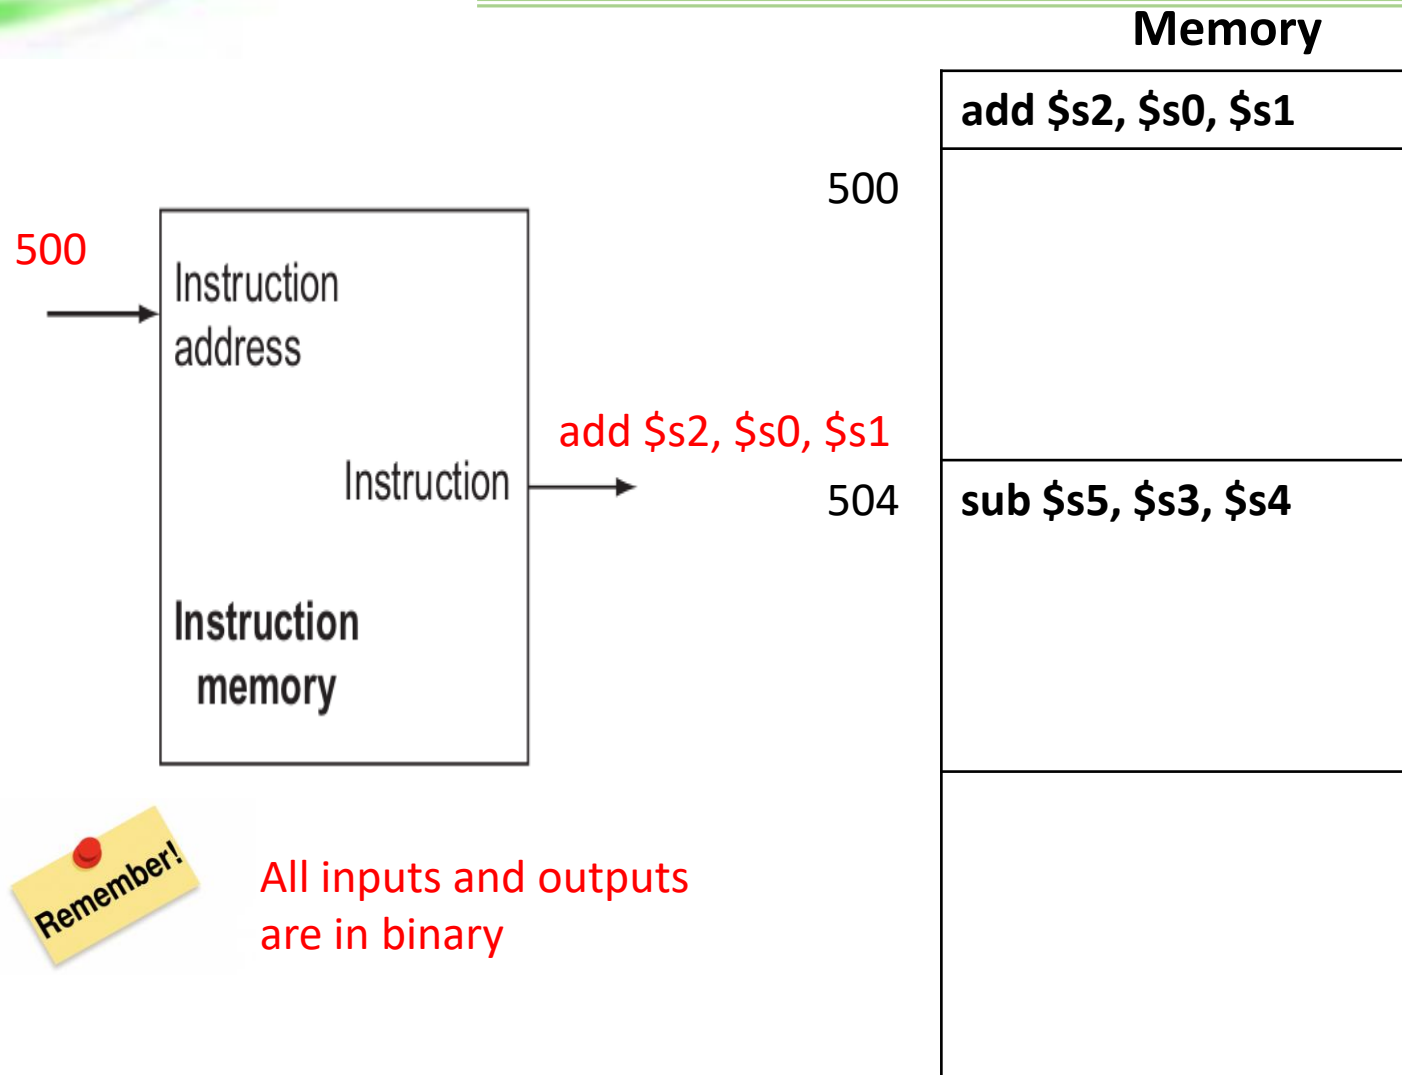 Memory
add $s2, $s0, $s1
500
500
Instruction
address
add $s2, $s0, $s1
Instruction
504
sub $s5, $s3, $s4
Instruction
memory
Remember!
All inputs and outputs
are in binary